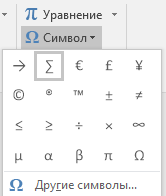 π Уравнение
Ω Символ
→ ∑ € £ ¥
© ® ™ ± ≠
≤ ≥ ÷ × ∞
µ α β π Ω
Ω Другие символы...